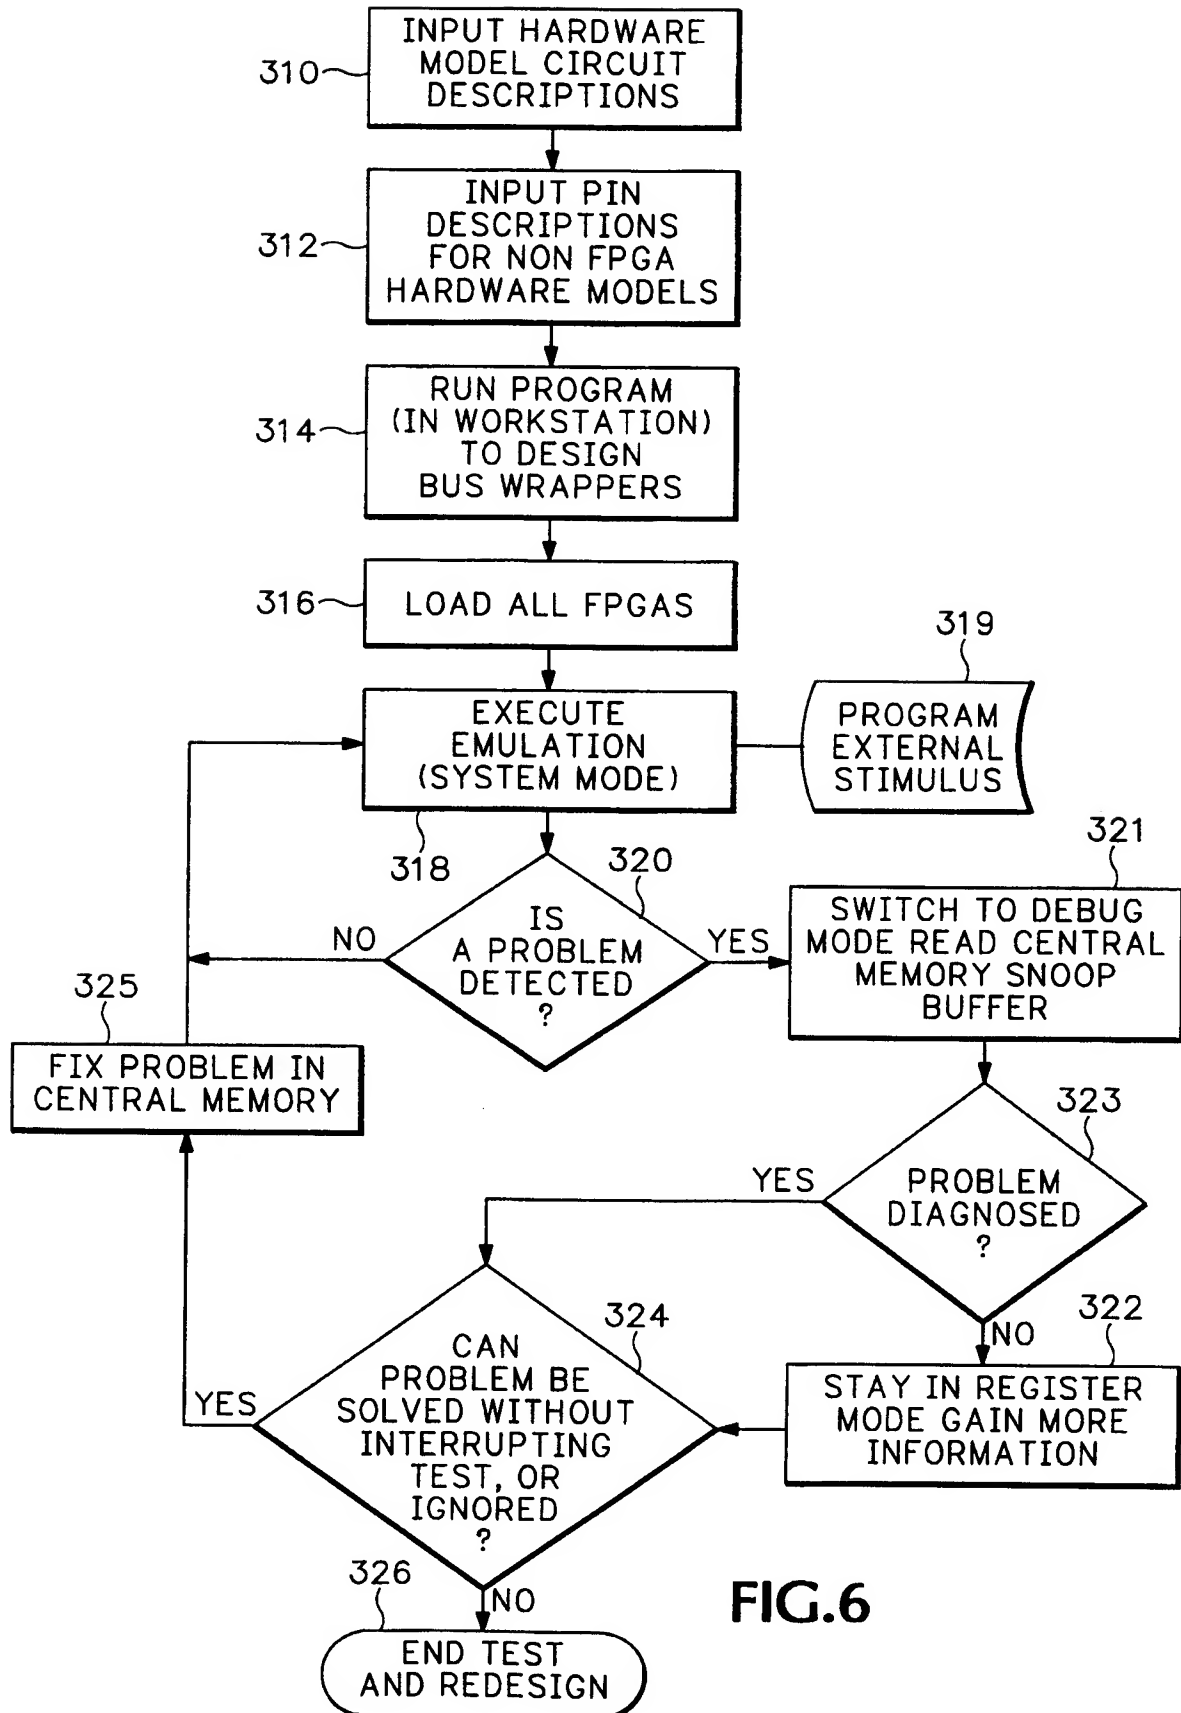 INPUT HARDWARE
MODEL CIRCUIT
DESCRIPTIONS
310
INPUT PIN
DESCRIPTIONS
FOR NON FPGA
HARDWARE MODELS
312
RUN PROGRAM
(IN WORKSTATION)
TO DESIGN
BUS WRAPPERS
314
LOAD ALL FPGAS
316
319
EXECUTE
EMULATION
(SYSTEM MODE)
318
PROGRAM
EXTERNAL
STIMULUS
320
IS
A PROBLEM
DETECTED
?
NO
YES
321
SWITCH TO DEBUG
MODE READ CENTRAL
MEMORY SNOOP
BUFFER
325
FIX PROBLEM IN
CENTRAL MEMORY
323
PROBLEM
DIAGNOSED
?
YES
NO
322
STAY IN REGISTER
MODE GAIN MORE
INFORMATION
324
CAN
PROBLEM BE
SOLVED WITHOUT
INTERRUPTING
TEST, OR
IGNORED
?
YES
NO
326
END TEST
AND REDESIGN
FIG.6